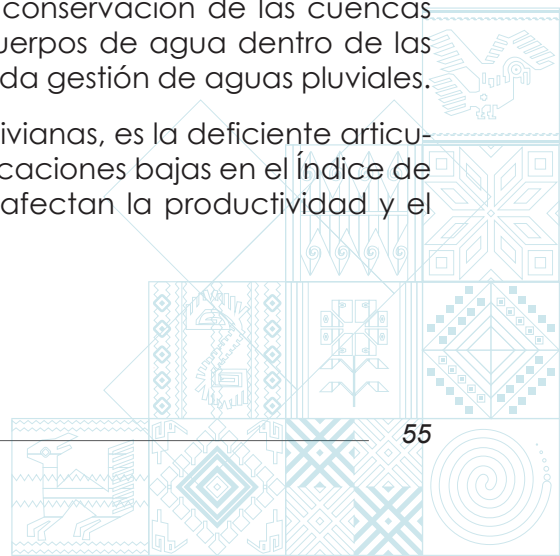 conservación de las cuencas
uerpos de agua dentro de las
da gestión de aguas pluviales.
ivianas, es la deficiente articu-
caciones bajas en el Índice de
afectan la productividad y el
55